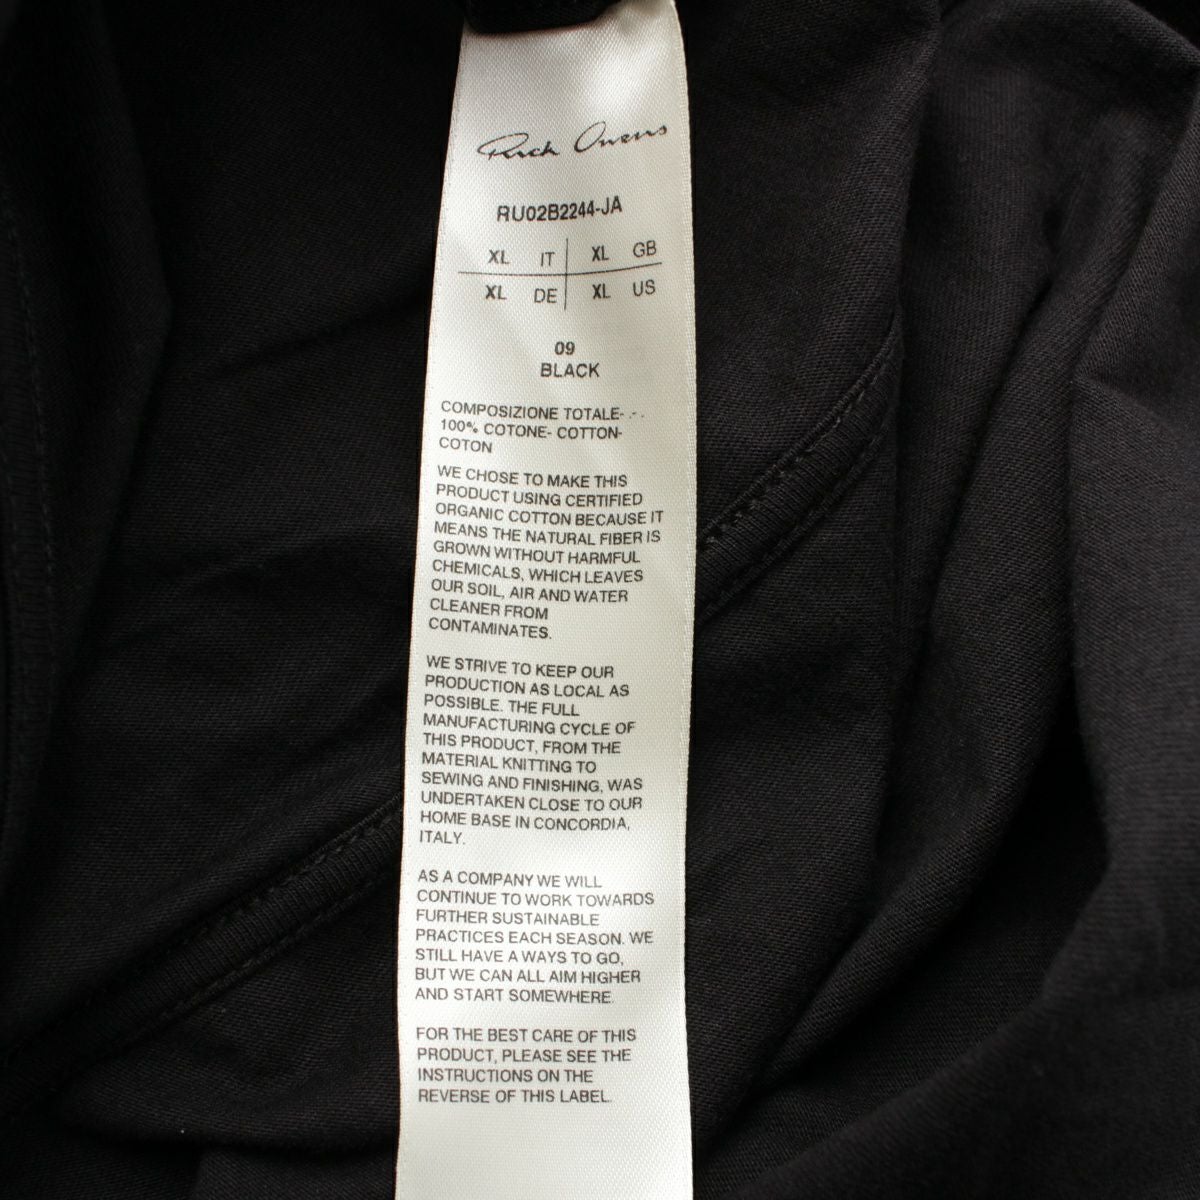 Rick Owens
RU02B2244-JA
XL IT XL GB
XL DE XL US
09
BLACK
COMPOSIZIONE TOTALE- - -
100% COTONE- COTTON-
COTON
WE CHOSE TO MAKE THIS
PRODUCT USING CERTIFIED
ORGANIC COTTON BECAUSE IT
MEANS THE NATURAL FIBER IS
GROWN WITHOUT HARMFUL
CHEMICALS, WHICH LEAVES
OUR SOIL, AIR AND WATER
CLEANER FROM
CONTAMINATES.
WE STRIVE TO KEEP OUR
PRODUCTION AS LOCAL AS
POSSIBLE. THE FULL
MANUFACTURING CYCLE OF
THIS PRODUCT, FROM THE
MATERIAL KNITTING TO
SEWING AND FINISHING, WAS
UNDERTAKEN CLOSE TO OUR
HOME BASE IN CONCORDIA,
ITALY.
AS A COMPANY WE WILL
CONTINUE TO WORK TOWARDS
FURTHER SUSTAINABLE
PRACTICES EACH SEASON. WE
STILL HAVE A WAYS TO GO,
BUT WE CAN ALL AIM HIGHER
AND START SOMEWHERE.
FOR THE BEST CARE OF THIS
PRODUCT, PLEASE SEE THE
INSTRUCTIONS ON THE
REVERSE OF THIS LABEL.